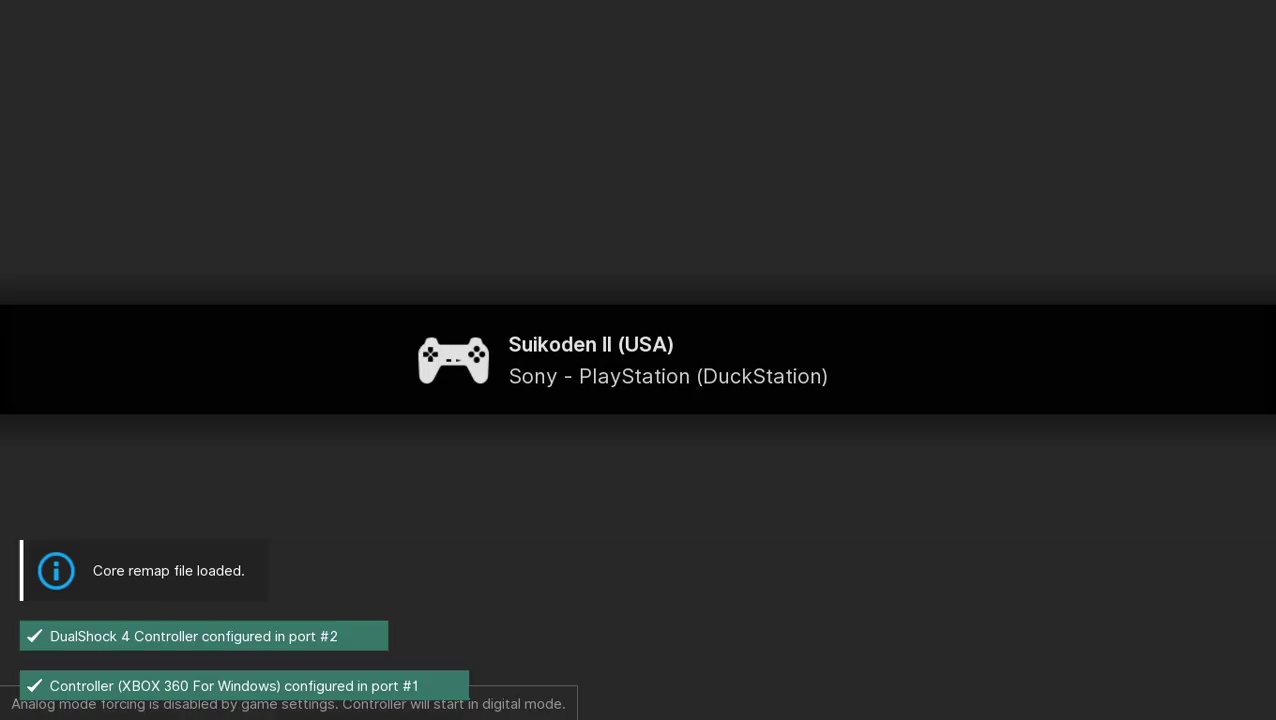 Suikoden II (USA)
Sony - PlayStation (DuckStation)
Core remap file loaded.
DualShock 4 Controller configured in port #2
Controller (XBOX 360 For Windows) configured in port #1
Analog mode forcing is disabled by game settings. Controller will start in digital mode.